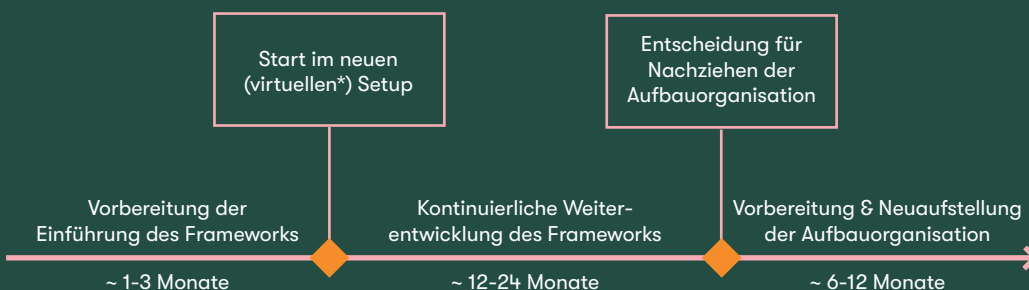 Start im neuen
(virtuellen*) Setup
Entscheidung für
Nachziehen der
Aufbauorganisation
Vorbereitung der
Einführung des Frameworks
Kontinuierliche Weiter-
entwicklung des Frameworks
Vorbereitung & Neuaufstellung
der Aufbauorganisation
~ 1-3 Monate
~ 12-24 Monate
~ 6-12 Monate